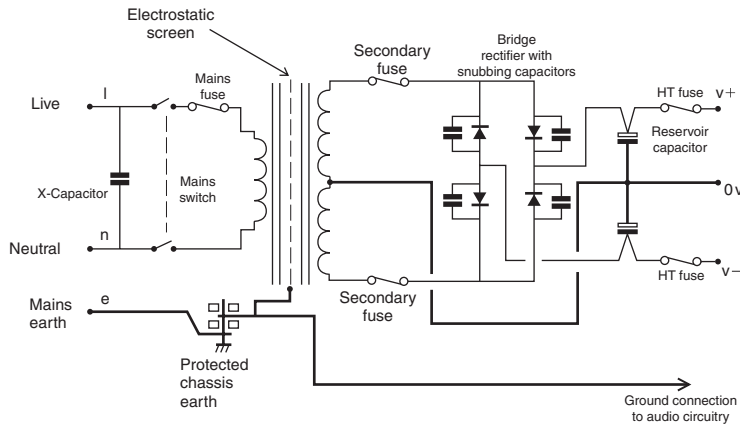 Electrostatic
screen
Secondary
fuse
Bridge
rectifier with
snubbing capacitors
Mains
fuse
HT fuse
v+
Live
l
Reservoir
capacitor
X-Capacitor
Mains
switch
0v
Neutral
n
HT fuse
v–
Mains
earth
e
Secondary
fuse
Protected
chassis
earth
Ground connection
to audio circuitry